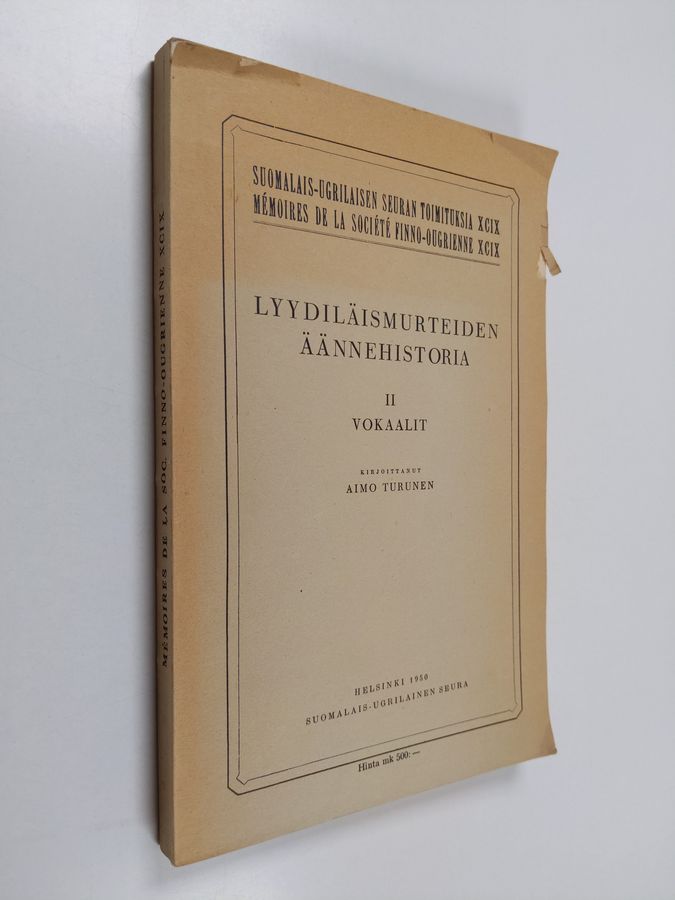 SUOMALAIS-UGRILAISEN SEURAN TOIMITUKSIA XCIX
MÉMOIRES DE LA SOCIÉTÉ FINNO-OUGRIENNE XCIX
LYYDILÄISMURTEIDEN
ÄÄNNEHISTORIA
II
VOKAALIT
KIRJOITTANUT
AIMO TURUNEN
HELSINKI 1950
SUOMALAIS-UGRILAINEN SEURA
Hinta mk 500: —
MÉMOIRES DE LA SOC. FINNO-OUGRIENNE XCIX